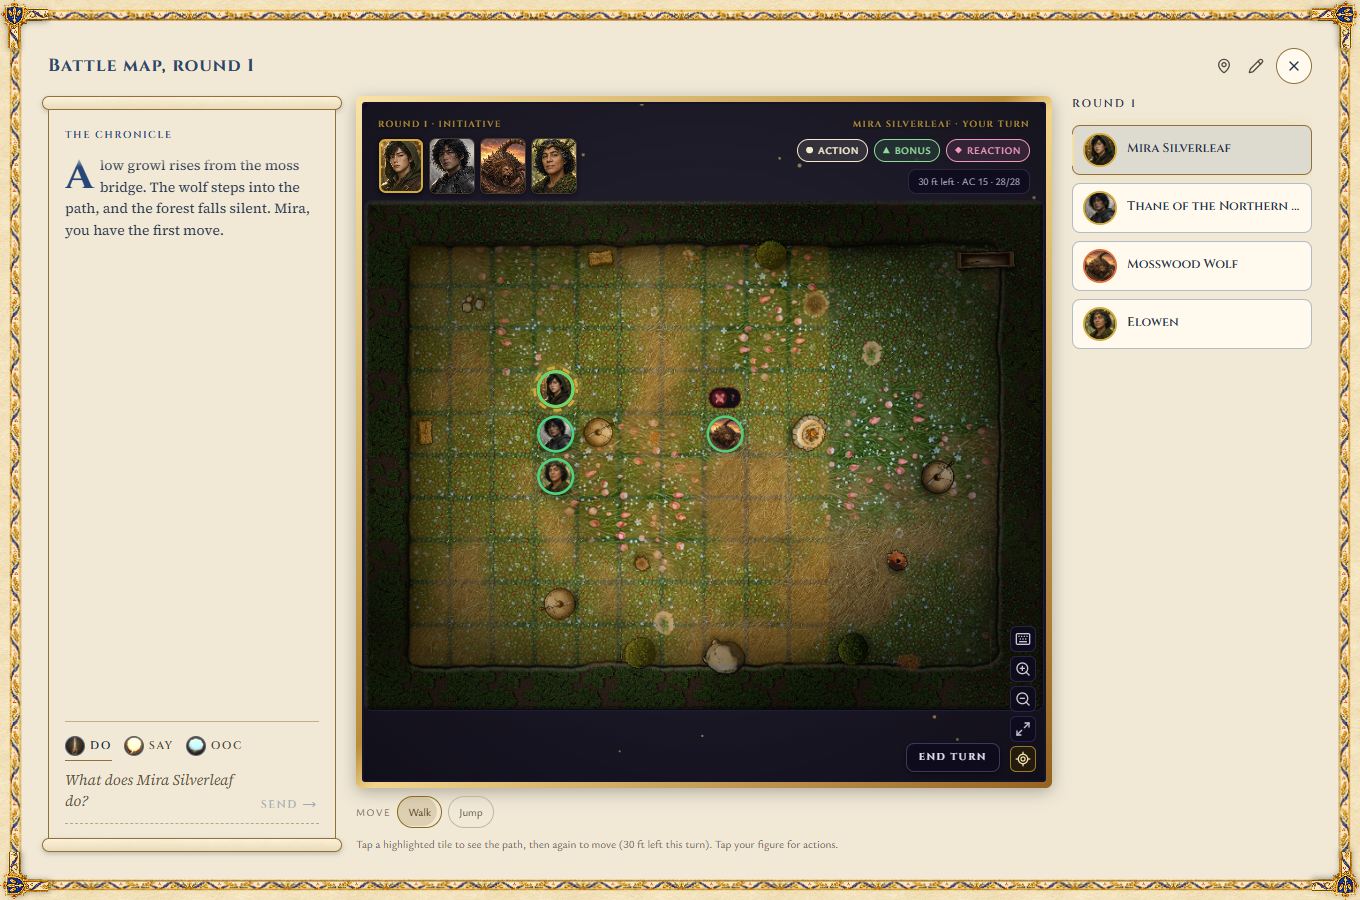 Battle map, round 1
THE CHRONICLE
A low growl rises from the moss
bridge. The wolf steps into the
path, and the forest falls silent. Mira,
you have the first move.
DO SAY OOC
What does Mira Silverleaf
do?
SEND →
ROUND 1 · INITIATIVE
MIRA SILVERLEAF · YOUR TURN
ACTION BONUS REACTION
30 ft left · AC 15 · 28/28
END TURN
MOVE Walk Jump
Tap a highlighted tile to see the path, then again to move (30 ft left this turn). Tap your figure for actions.
ROUND 1
Mira Silverleaf
Thane of the Northern ...
Mosswood Wolf
Elowen